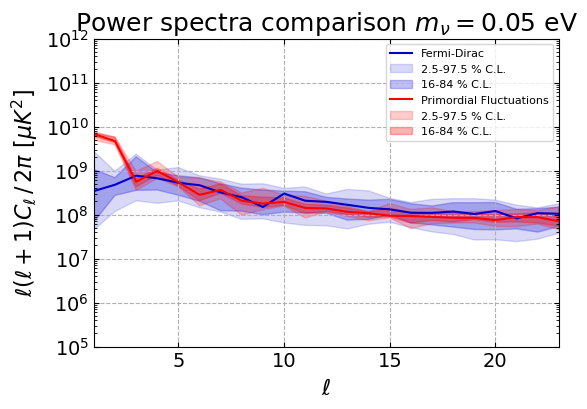 Power spectra comparison $m_\nu = 0.05$ eV
Fermi-Dirac
2.5-97.5 % C.L.
16-84 % C.L.
Primordial Fluctuations
2.5-97.5 % C.L.
16-84 % C.L.
$\ell(\ell+1)C_\ell\,/\,2\pi\ [\mu K^2]$
$10^{12}$
$10^{11}$
$10^{10}$
$10^9$
$10^8$
$10^7$
$10^6$
$10^5$
5 10 15 20
$\ell$